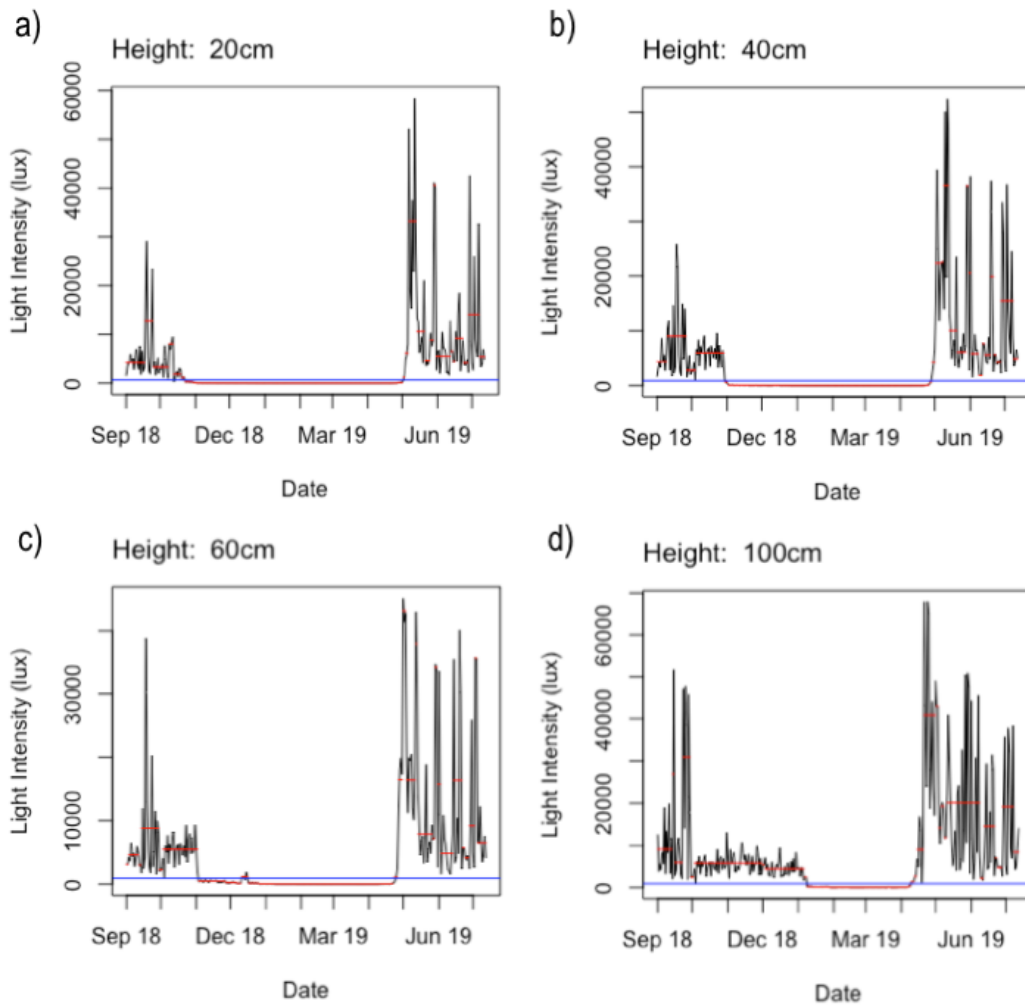 a)
Height: 20cm
Light Intensity (lux)
60000
40000
20000
0
Sep 18 Dec 18 Mar 19 Jun 19
Date
b)
Height: 40cm
Light Intensity (lux)
40000
20000
0
Sep 18 Dec 18 Mar 19 Jun 19
Date
c)
Height: 60cm
Light Intensity (lux)
30000
10000
0
Sep 18 Dec 18 Mar 19 Jun 19
Date
d)
Height: 100cm
Light Intensity (lux)
60000
40000
20000
0
Sep 18 Dec 18 Mar 19 Jun 19
Date